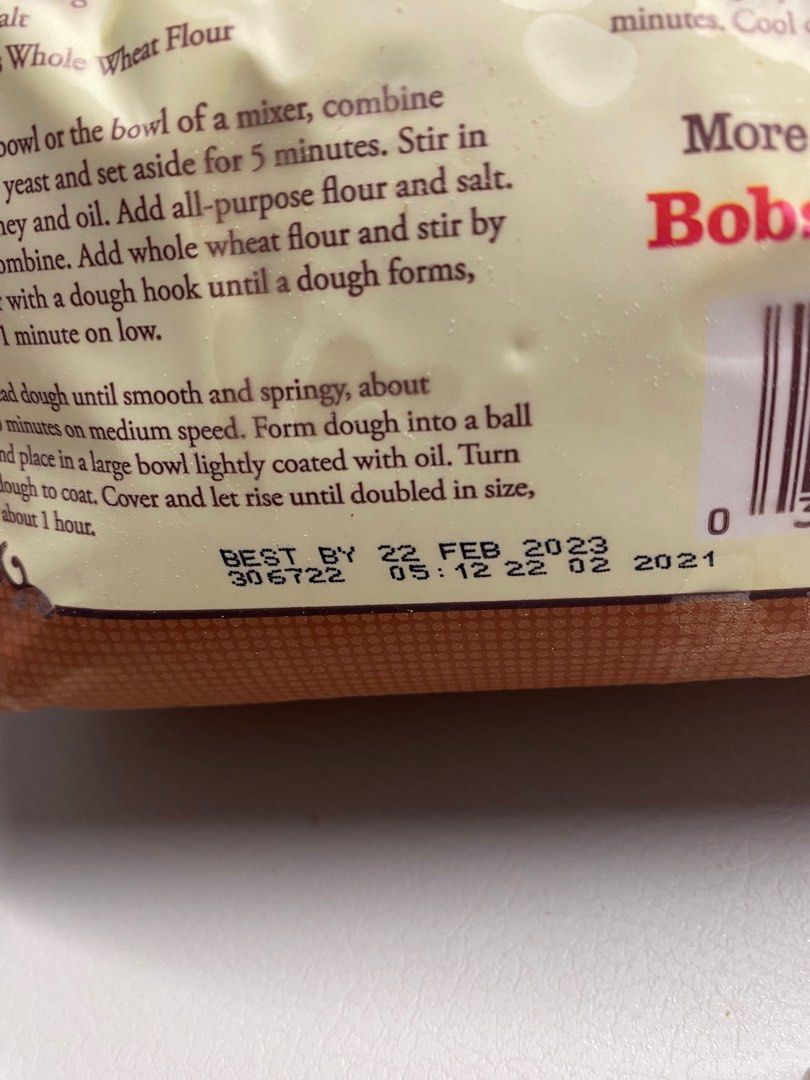 alt
Whole Wheat Flour
bowl or the bowl of a mixer, combine
yeast and set aside for 5 minutes. Stir in
and oil. Add all-purpose flour and salt.
Add whole wheat flour and stir by
with a dough hook until a dough forms,
1 minute on low.
dough until smooth and springy, about
minutes on medium speed. Form dough into a ball
place in a large bowl lightly coated with oil. Turn
dough to coat. Cover and let rise until doubled in size,
about 1 hour.
BEST BY 22 FEB 2023
306722 05:12 22 02 2021
minutes. Cool
More
Bobs
0